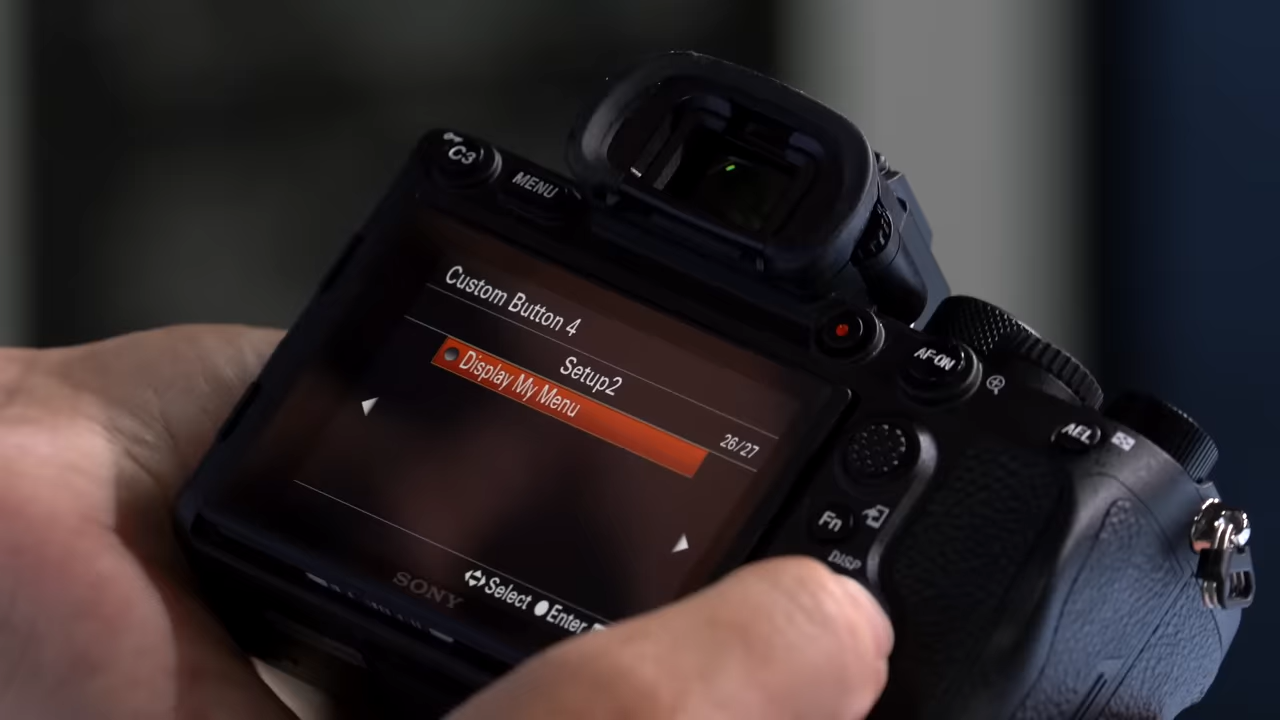 C3
MENU
Custom Button 4
Setup2
26/27
Display My Menu
Select Enter
SONY
AF-ON
AEL
Fn
DISP